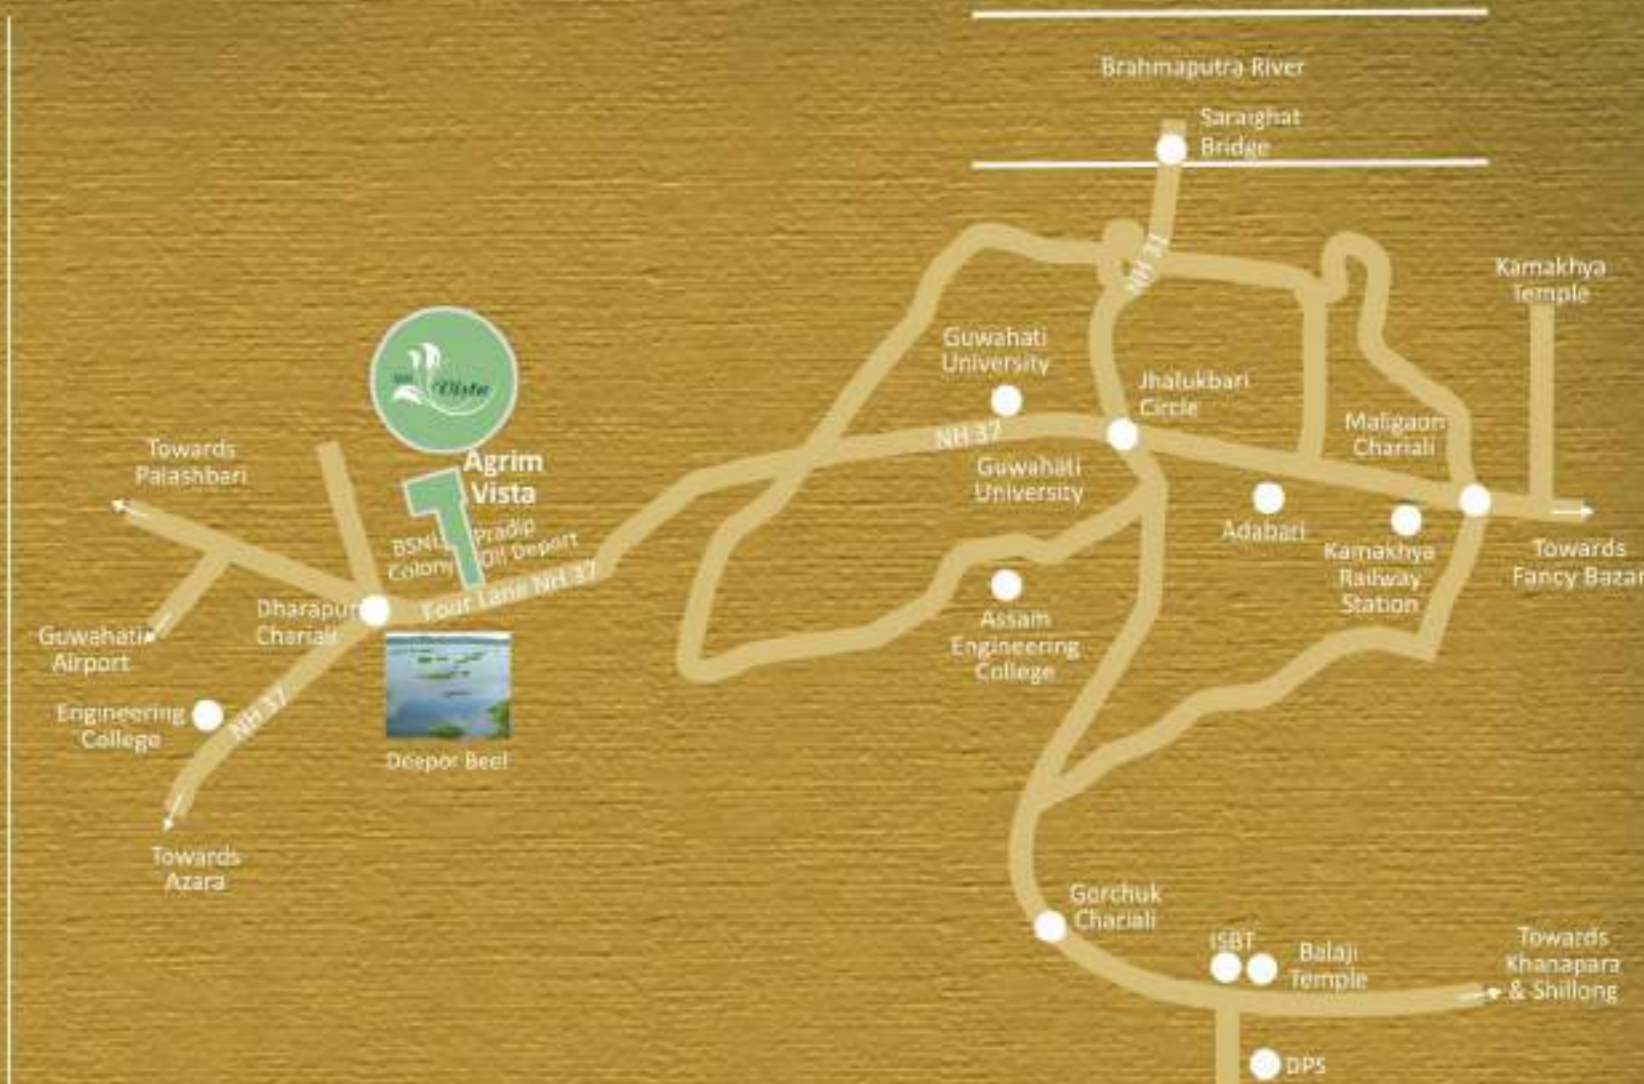 Brahmaputra River
Saraighat
Bridge
NH 31
Kamakhya
Temple
Guwahati
University
Jhalukbari
Circle
NH 37
Maligaon
Chariali
Guwahati
University
Adabari
Kamakhya
Railway
Station
Towards
Fancy Bazar
Vista
Agrim
Vista
Towards
Palashbari
BSNL
Colony
Pradip
Oil Deport
Four Lane NH 37
Dharapur
Chariali
Guwahati
Airport
Assam
Engineering
College
Engineering
College
NH 37
Deepor Beel
Towards
Azara
Gorchuk
Chariali
ISBT
Balaji
Temple
Towards
Khanapara
& Shillong
DPS